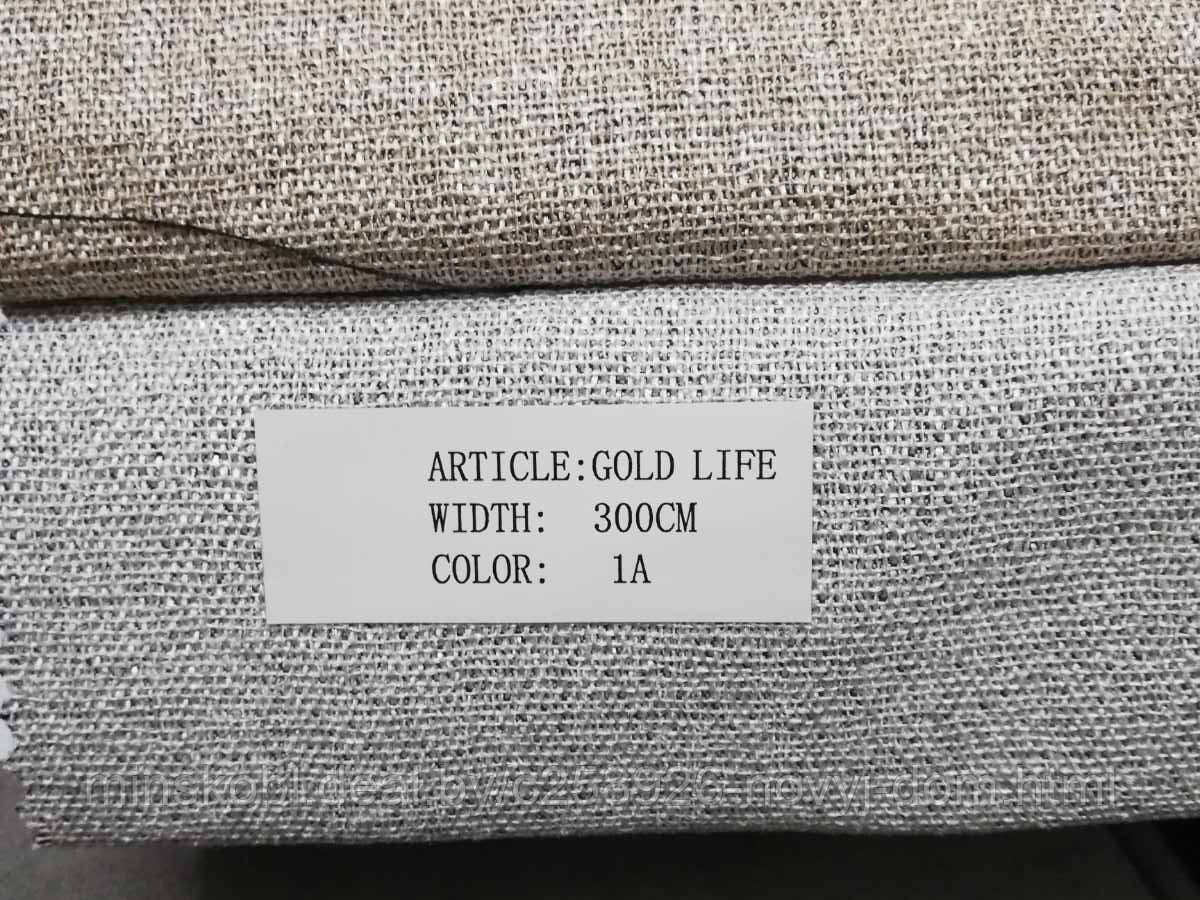 ARTICLE:GOLD LIFE
WIDTH: 300CM
COLOR: 1A
minskobl.deal.by/c258926-novyj-dom.html